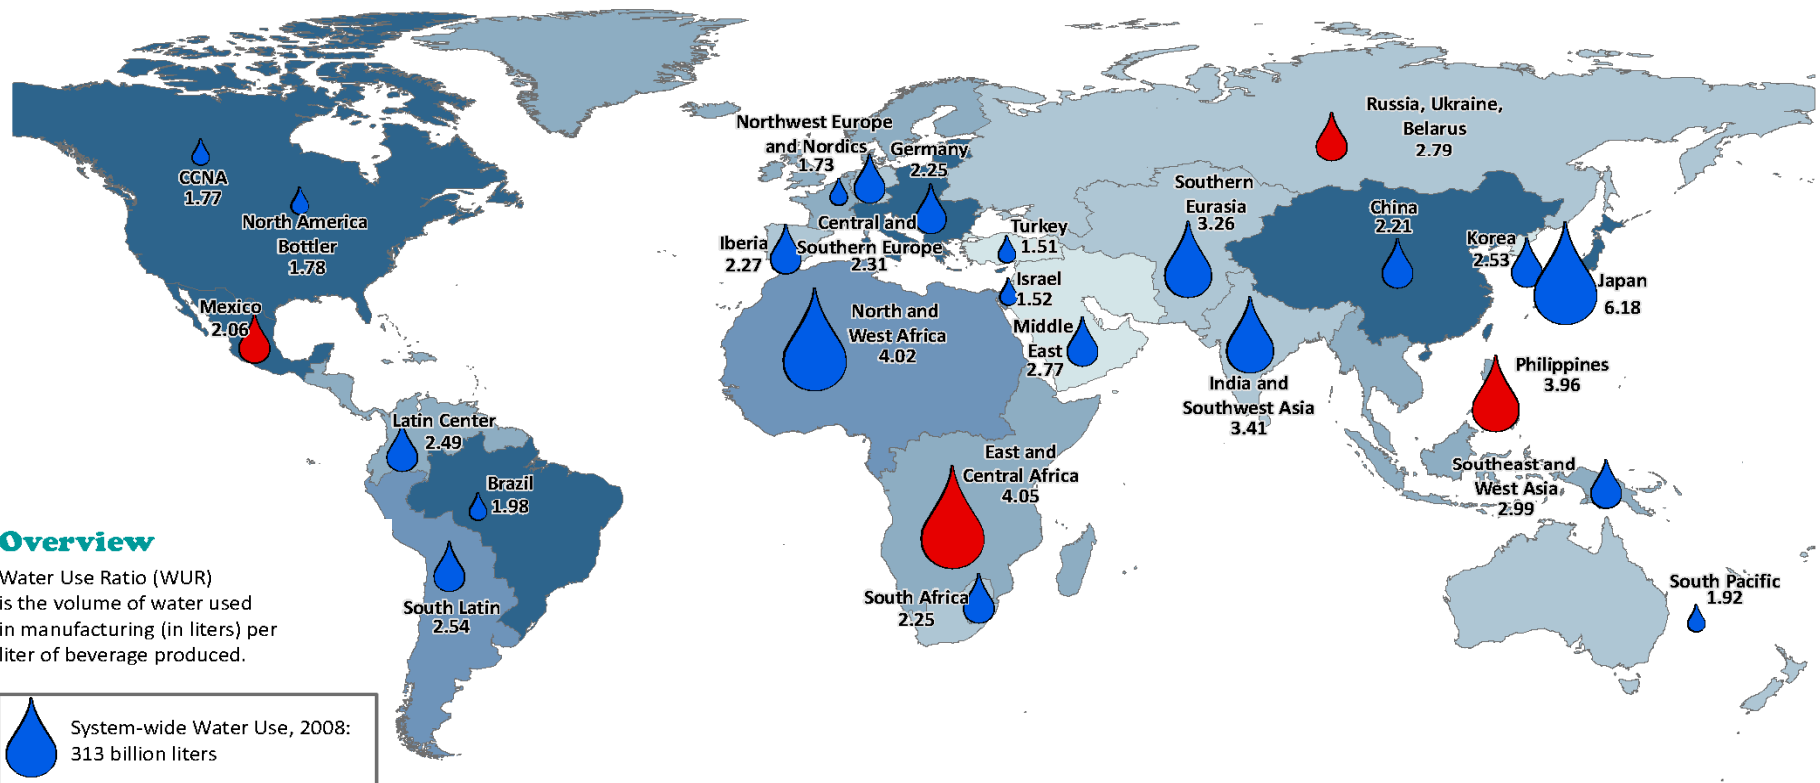 Russia, Ukraine,
Belarus
2.79
Northwest Europe
and Nordics
1.73
Germany
2.25
CCNA
1.77
North America
Bottler
1.78
Southern
Eurasia
3.26
China
2.21
Central and
Southern Europe
2.31
Iberia
2.27
Turkey
1.51
Korea
2.53
Japan
6.18
Israel
1.52
Mexico
2.06
North and
West Africa
4.02
Middle
East
2.77
India and
Southwest Asia
3.41
Philippines
3.96
Latin Center
2.49
East and
Central Africa
4.05
Southeast and
West Asia
2.99
Brazil
1.98
South Latin
2.54
South Africa
2.25
South Pacific
1.92
Overview
Water Use Ratio (WUR)
is the volume of water used
in manufacturing (in liters) per
liter of beverage produced.
System-wide Water Use, 2008:
313 billion liters